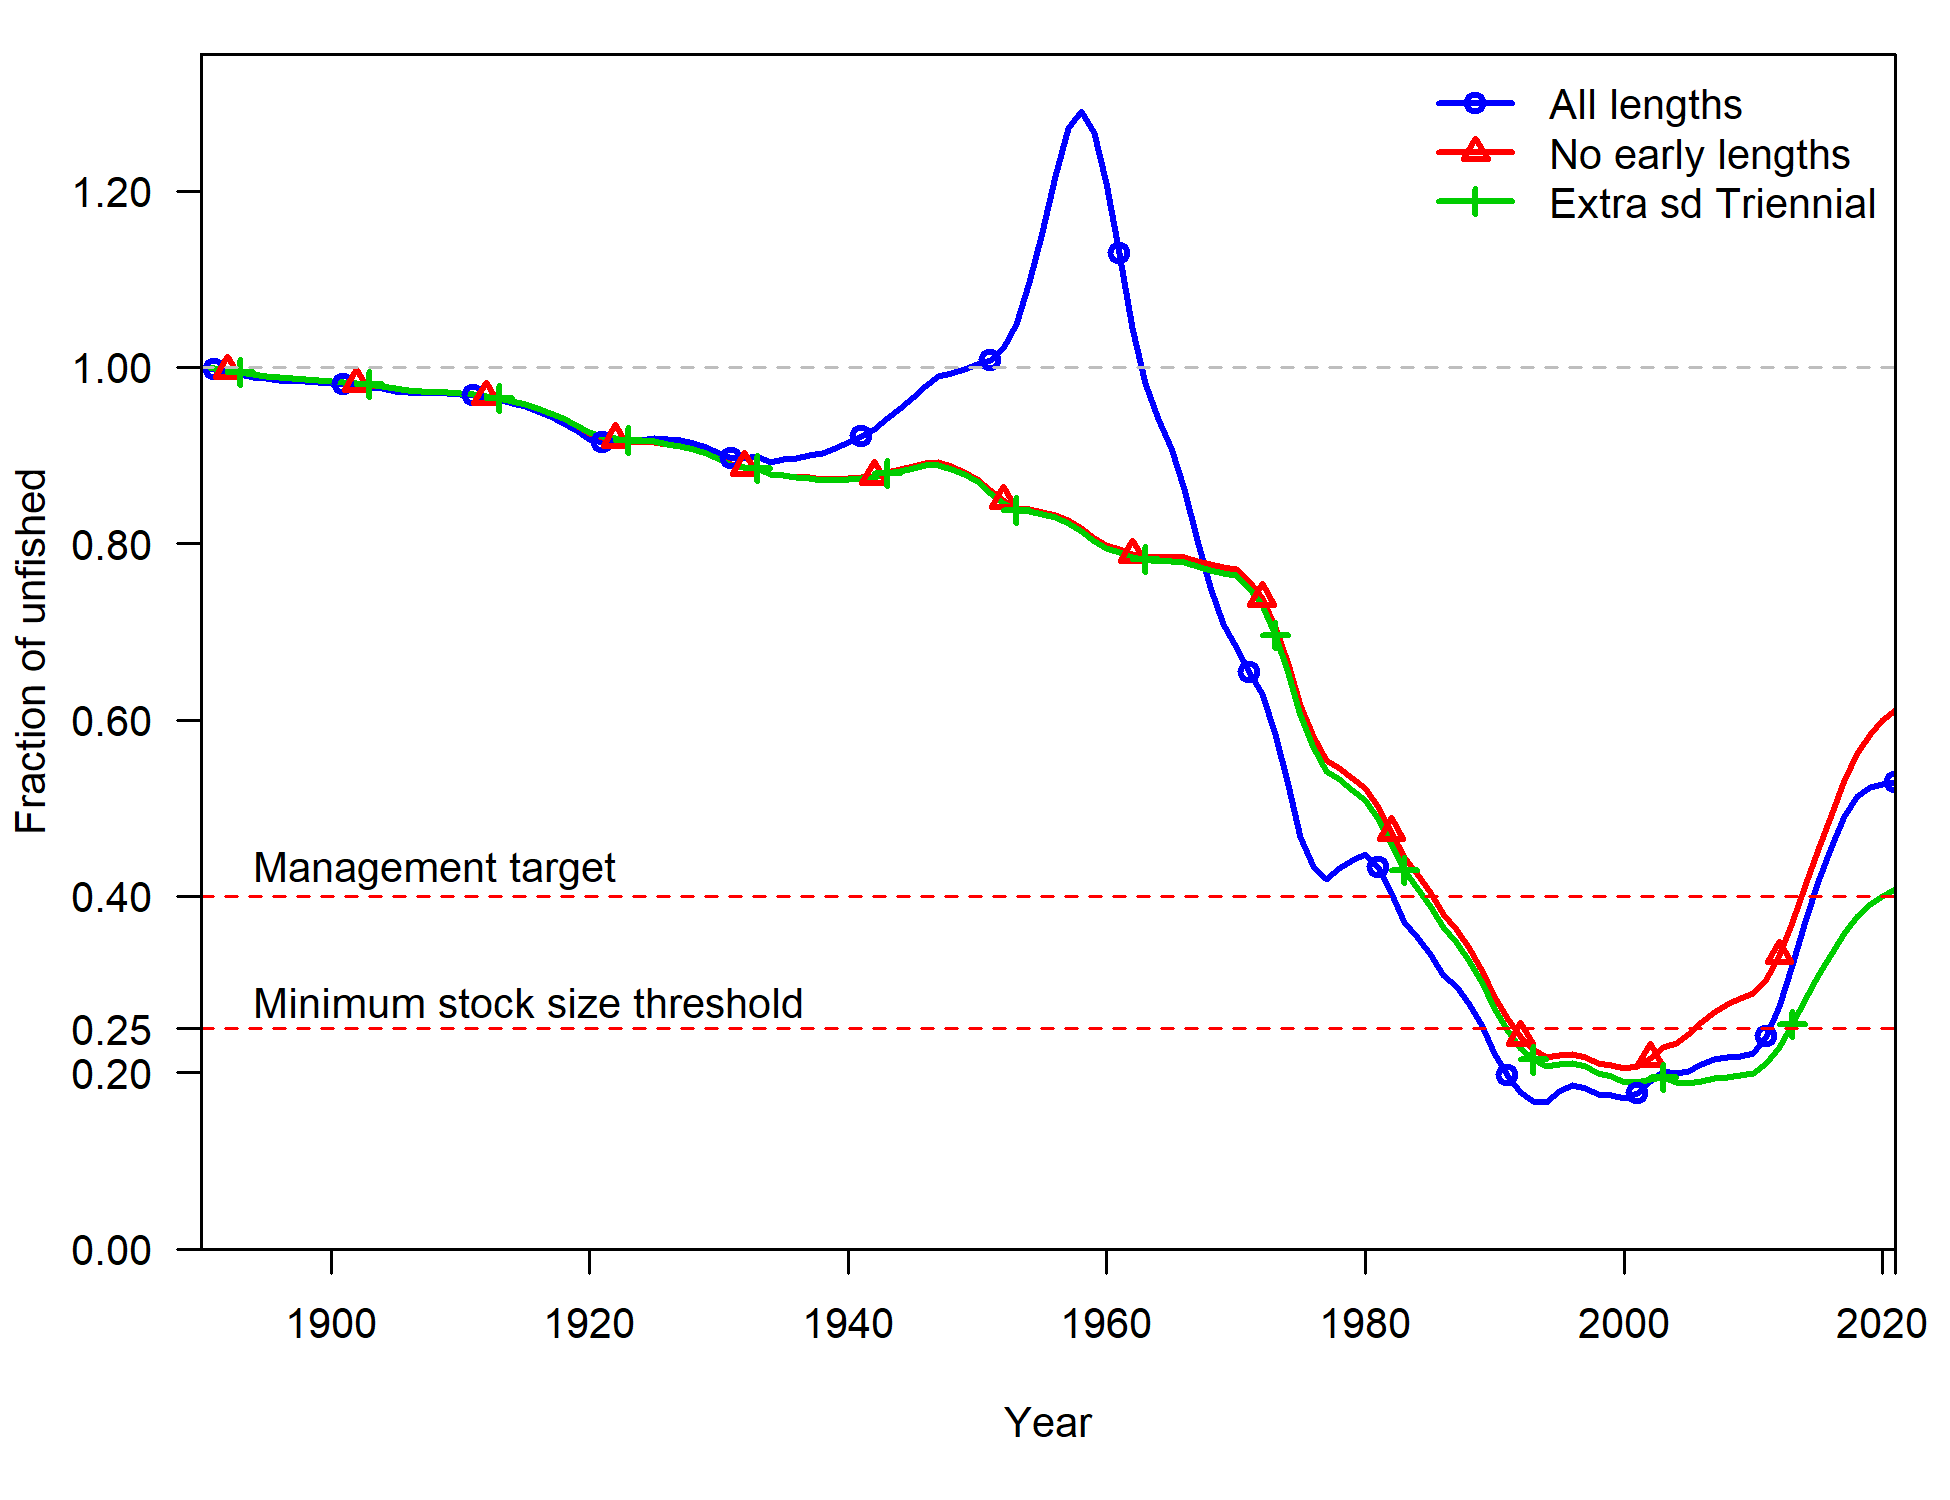 All lengths
No early lengths
Extra sd Triennial
Fraction of unfished
1.20
1.00
0.80
0.60
0.40
0.25
0.20
0.00
Management target
Minimum stock size threshold
1900 1920 1940 1960 1980 2000 2020
Year